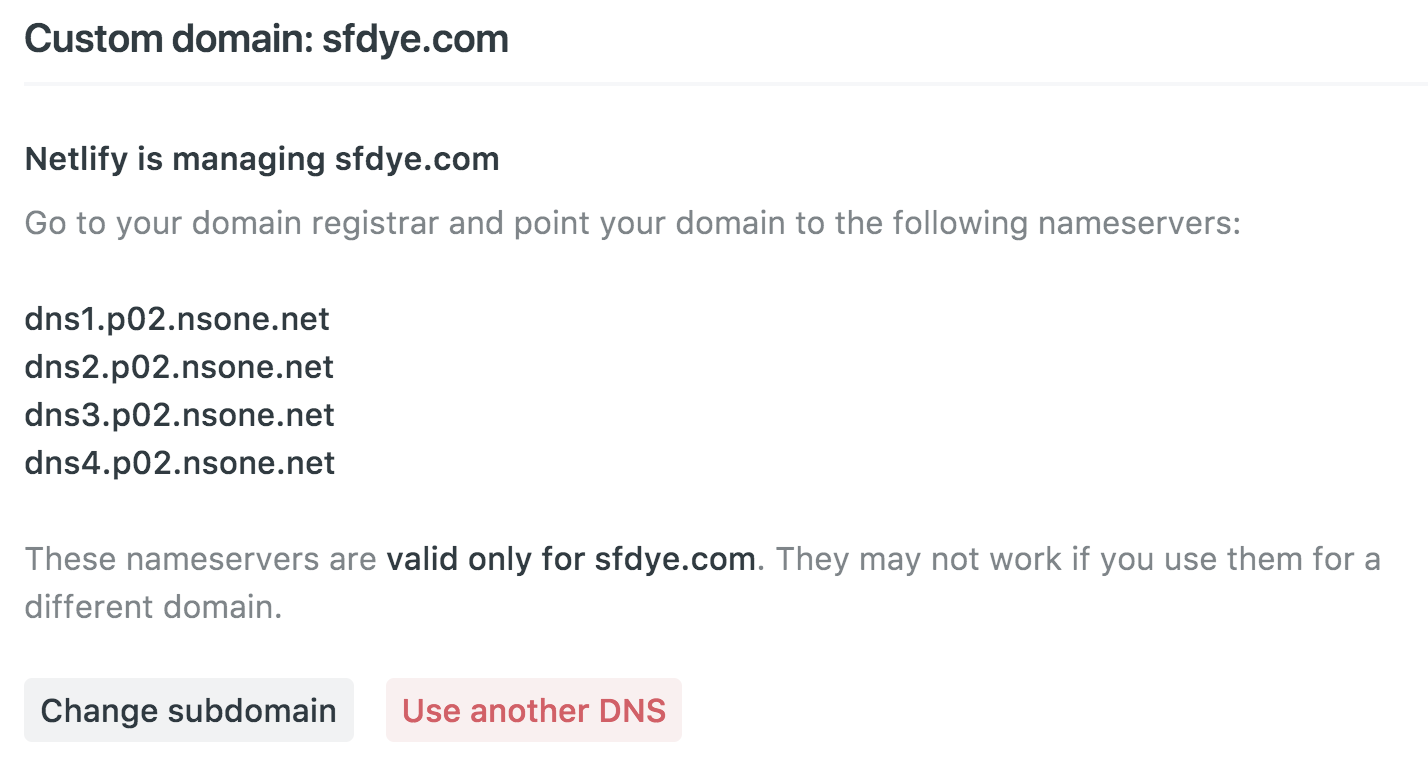 Custom domain: sfdye.com
Netlify is managing sfdye.com
Go to your domain registrar and point your domain to the following nameservers:
dns1.p02.nsone.net
dns2.p02.nsone.net
dns3.p02.nsone.net
dns4.p02.nsone.net
These nameservers are valid only for sfdye.com. They may not work if you use them for a
different domain.
Change subdomain
Use another DNS